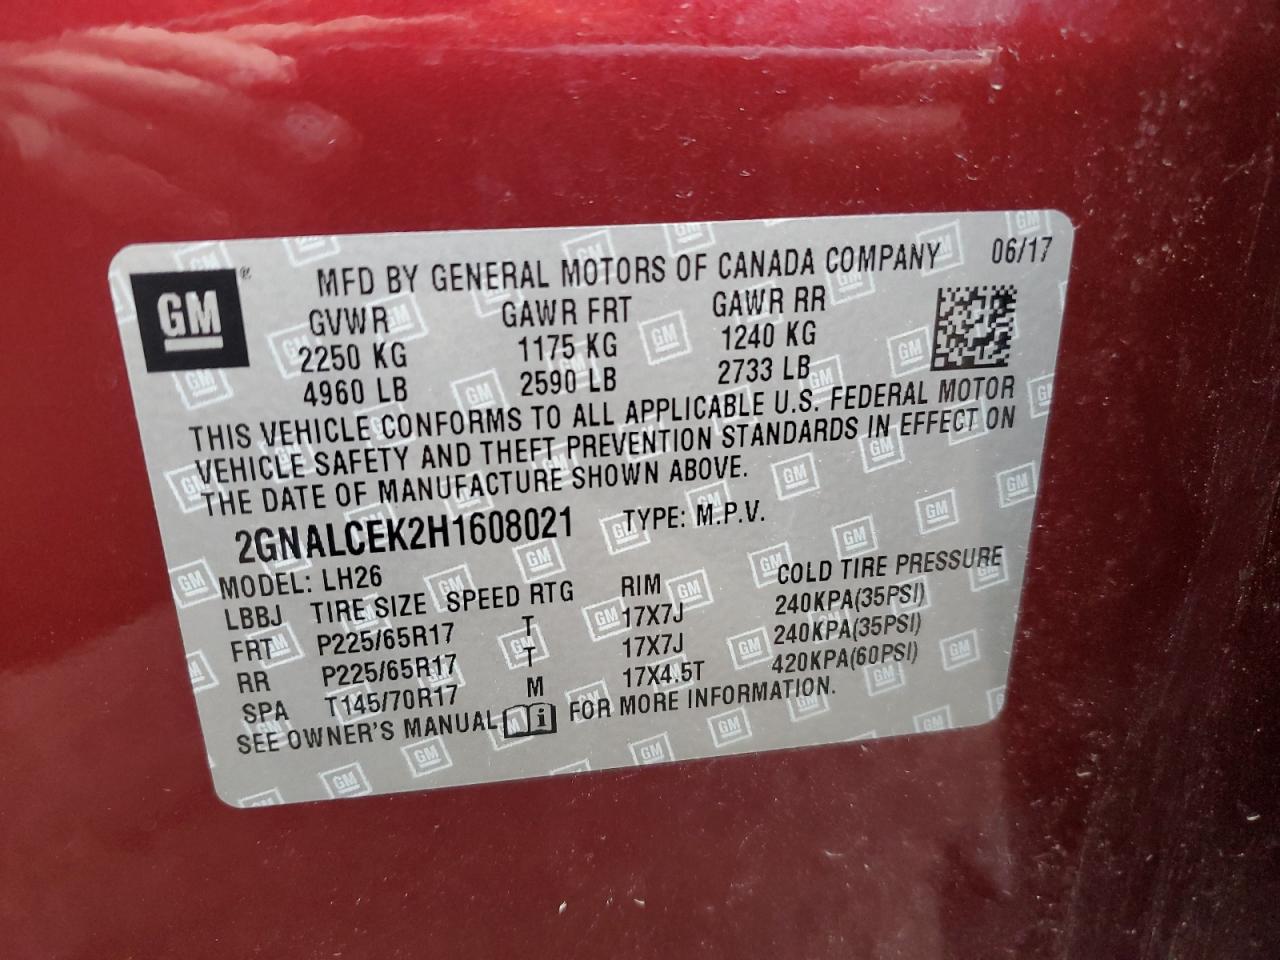 GM ®
MFD BY GENERAL MOTORS OF CANADA COMPANY 06/17
GVWR GAWR FRT GAWR RR
2250 KG 1175 KG 1240 KG
4960 LB 2590 LB 2733 LB
THIS VEHICLE CONFORMS TO ALL APPLICABLE U.S. FEDERAL MOTOR
VEHICLE SAFETY AND THEFT PREVENTION STANDARDS IN EFFECT ON
THE DATE OF MANUFACTURE SHOWN ABOVE.
2GNALCEK2H1608021 TYPE: M.P.V.
MODEL: LH26
LBBJ TIRE SIZE SPEED RTG RIM COLD TIRE PRESSURE
FRT P225/65R17 T 17X7J 240KPA(35PSI)
RR P225/65R17 T 17X7J 240KPA(35PSI)
SPA T145/70R17 M 17X4.5T 420KPA(60PSI)
SEE OWNER'S MANUAL i FOR MORE INFORMATION.